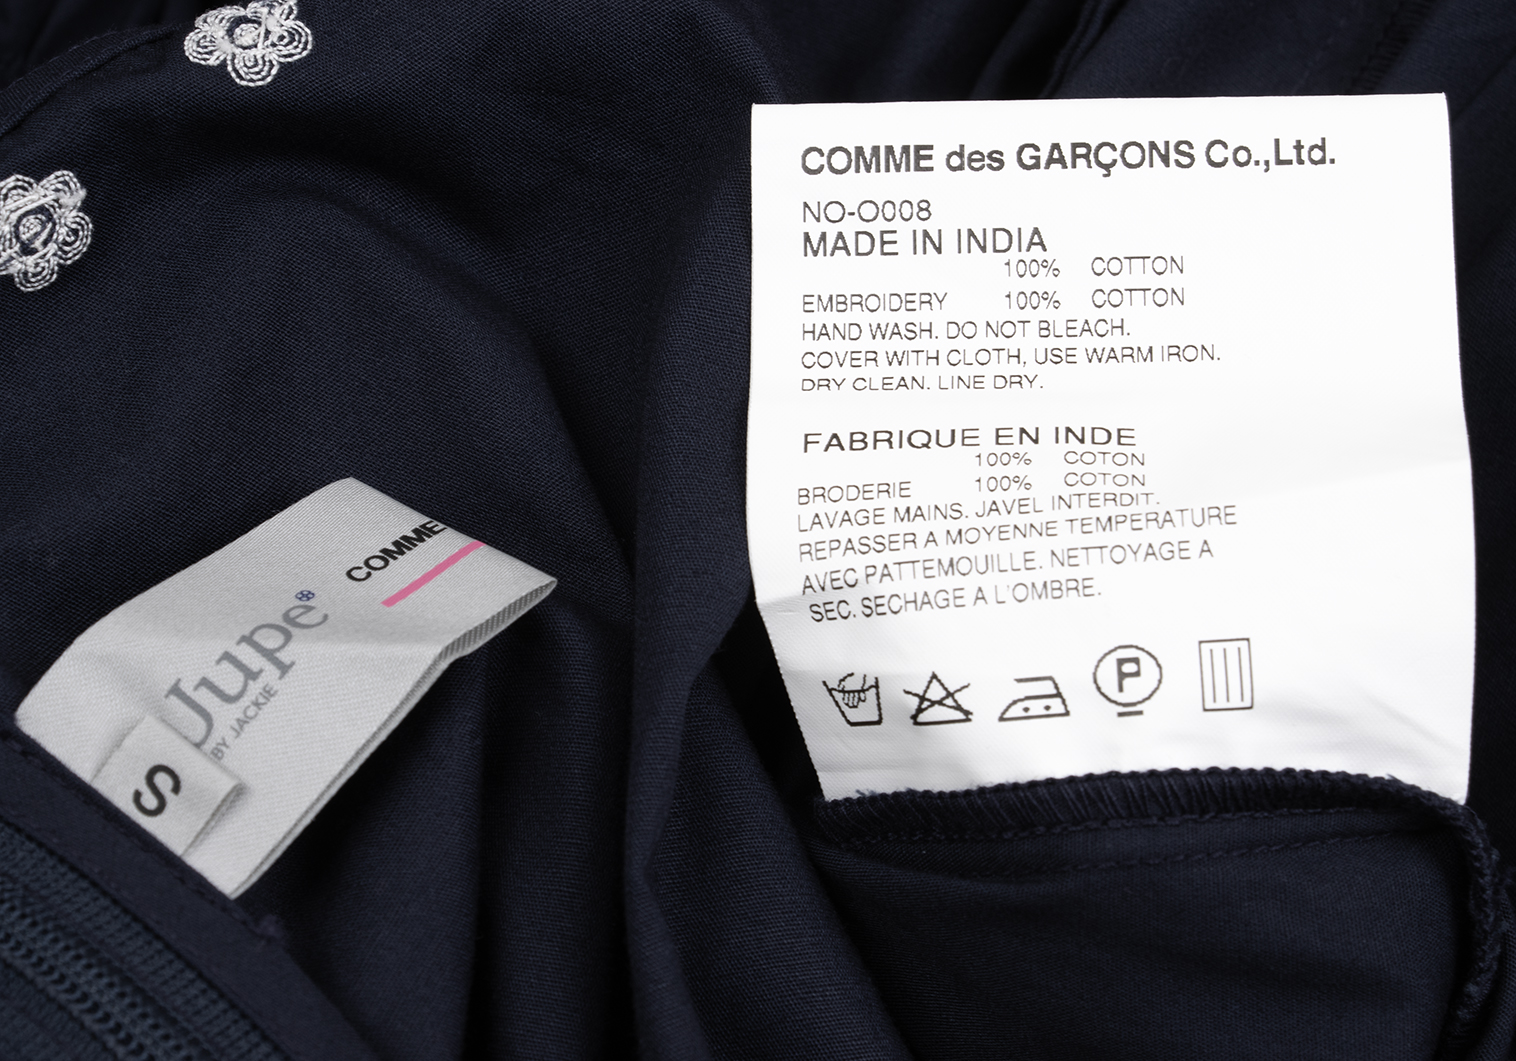 COMME
Jupe
BY JACKIE
S
COMME des GARÇONS Co.,Ltd.
NO-O008
MADE IN INDIA
100% COTTON
EMBROIDERY 100% COTTON
HAND WASH. DO NOT BLEACH.
COVER WITH CLOTH, USE WARM IRON.
DRY CLEAN. LINE DRY.
FABRIQUE EN INDE
100% COTON
BRODERIE 100% COTON
LAVAGE MAINS. JAVEL INTERDIT.
REPASSER A MOYENNE TEMPERATURE
AVEC PATTEMOUILLE. NETTOYAGE A
SEC. SECHAGE A L'OMBRE.
P